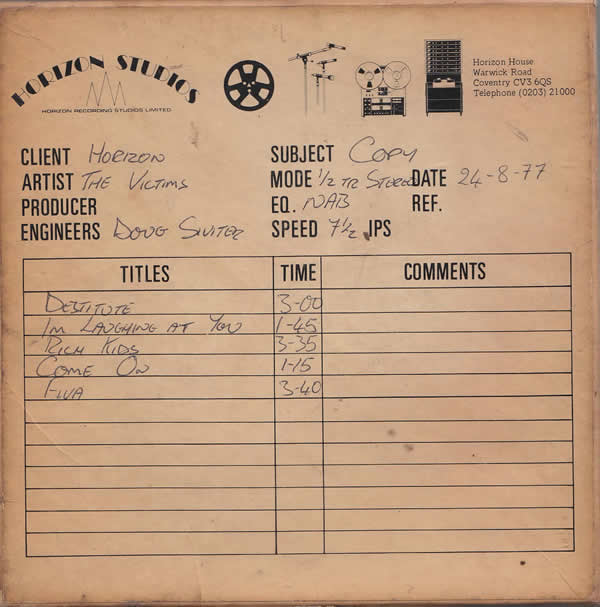 HORIZON STUDIOS
HORIZON RECORDING STUDIOS LIMITED
Horizon House
Warwick Road
Coventry CV3 6QS
Telephone (0203) 21000
CLIENT Horizon SUBJECT Copy
ARTIST The Victims MODE 1/2 TR Stereo DATE 24-8-77
PRODUCER EQ. NAB REF.
ENGINEERS Doug SPEED 7½ IPS
TITLES TIME COMMENTS
DESTITUTE 3-00
I'm LAUGHING AT YOU 1-45
RICH KIDS 3-35
COME ON 1-15
3-40